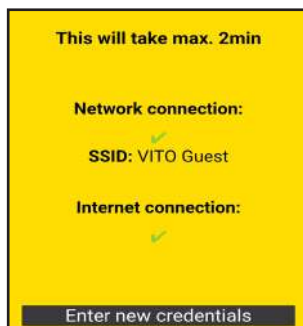 This will take max. 2min
Network connection:
✔
SSID: VITO Guest
Internet connection:
✔
Enter new credentials